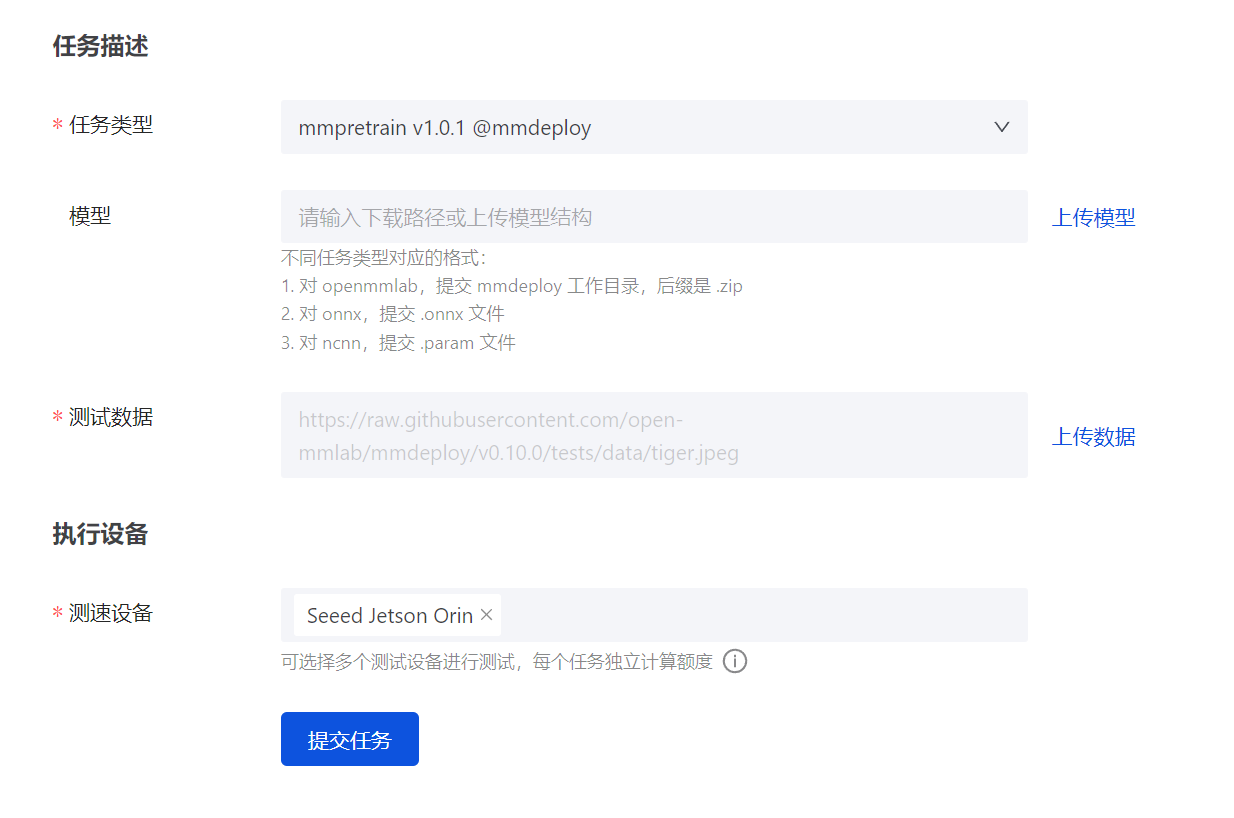 任务描述
* 任务类型
mmpretrain v1.0.1 @mmdeploy
模型
请输入下载路径或上传模型结构
上传模型
不同任务类型对应的格式：
1. 对 openmmlab，提交 mmdeploy 工作目录，后缀是 .zip
2. 对 onnx，提交 .onnx 文件
3. 对 ncnn，提交 .param 文件
* 测试数据
https://raw.githubusercontent.com/open-
mmlab/mmdeploy/v0.10.0/tests/data/tiger.jpeg
上传数据
执行设备
* 测速设备
Seeed Jetson Orin ×
可选择多个测试设备进行测试，每个任务独立计算额度
提交任务